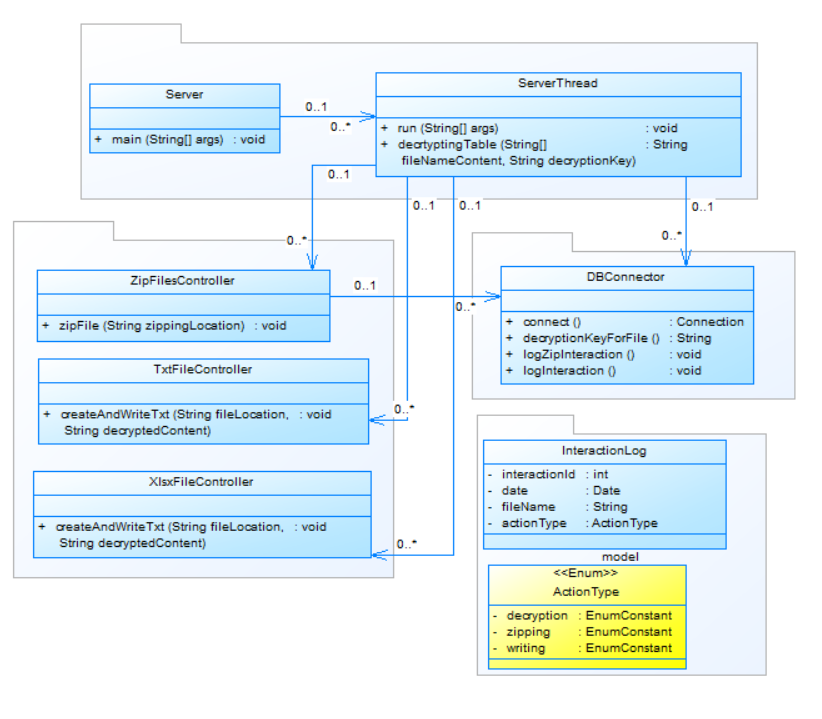 Server
+ main (String[] args) : void
0..1
0..*
ServerThread
+ run (String[] args) : void
+ decrtyptingTable (String[] : String
fileNameContent, String decryptionKey)
0..1
0..1
0..1
0..1
0..*
0..*
ZipFilesController
+ zipFile (String zippingLocation) : void
0..1
0..*
DBConnector
+ connect () : Connection
+ decryptionKeyForFile () : String
+ logZipInteraction () : void
+ logInteraction () : void
TxtFileController
+ createAndWriteTxt (String fileLocation, : void
String decryptedContent)
0..*
XlsxFileController
+ createAndWriteTxt (String fileLocation, : void
String decryptedContent)
0..*
InteractionLog
- interactionId : int
- date : Date
- fileName : String
- actionType : ActionType
model
<<Enum>>
ActionType
- decryption : EnumConstant
- zipping : EnumConstant
- writing : EnumConstant